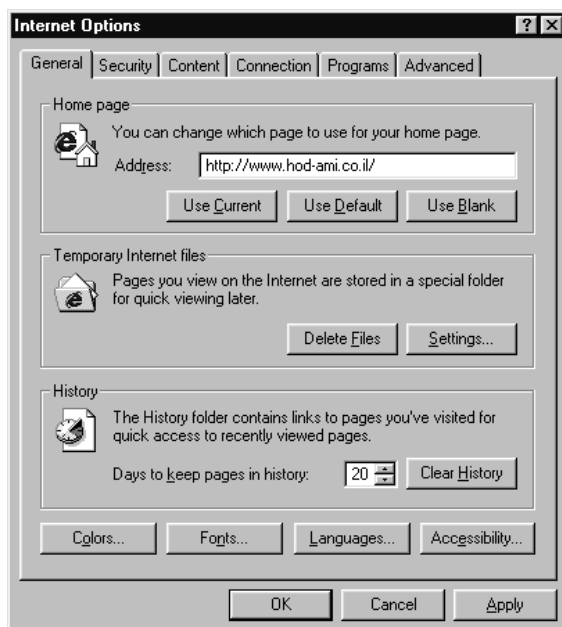 Internet Options
General Security Content Connection Programs Advanced
Home page
You can change which page to use for your home page.
Address: http://www.hod-ami.co.il/
Use Current Use Default Use Blank
Temporary Internet files
Pages you view on the Internet are stored in a special folder
for quick viewing later.
Delete Files Settings...
History
The History folder contains links to pages you've visited for
quick access to recently viewed pages.
Days to keep pages in history: 20 Clear History
Colors... Fonts... Languages... Accessibility...
OK Cancel Apply